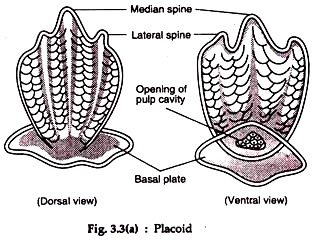 Median spine
Lateral spine
Opening of
pulp cavity
Basal plate
(Dorsal view)
(Ventral view)
Fig. 3.3(a) : Placoid